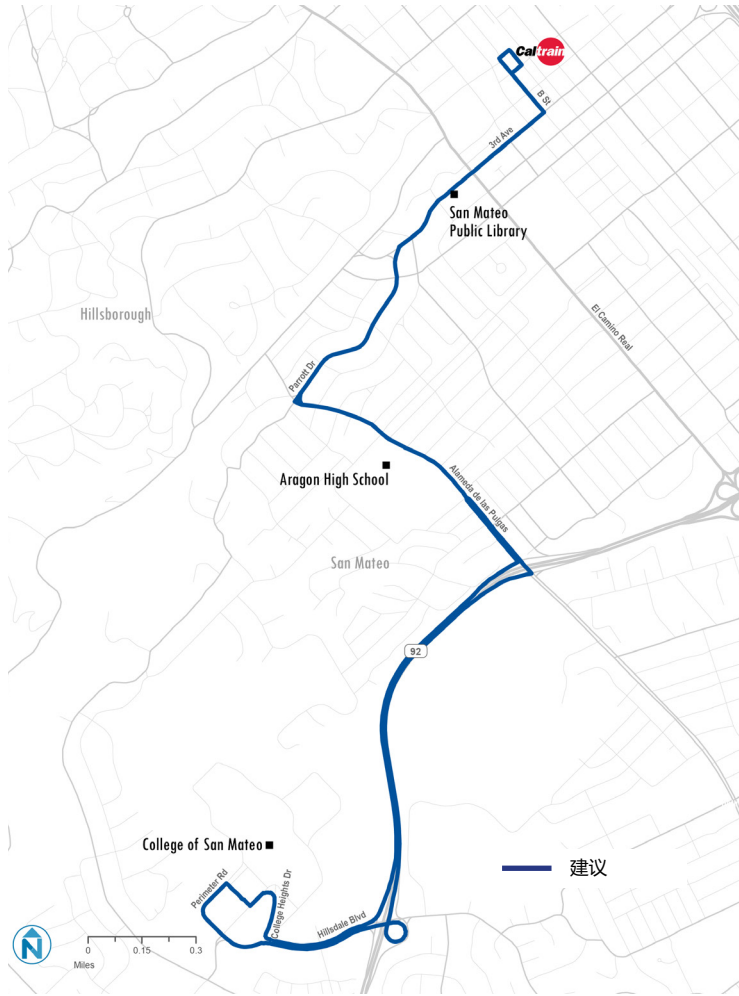 Caltrain
B St
3rd Ave
San Mateo
Public Library
Hillsborough
El Camino Real
Parrott Dr
Aragon High School
Alameda de las Pulgas
San Mateo
92
College of San Mateo
建议
Perimeter Rd
College Heights Dr
Hillsdale Blvd
N
0 0.15 0.3
Miles